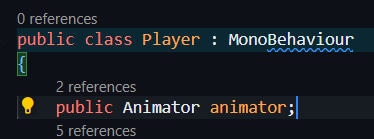 0 references
public class Player : MonoBehaviour
{
2 references
public Animator animator;
5 references